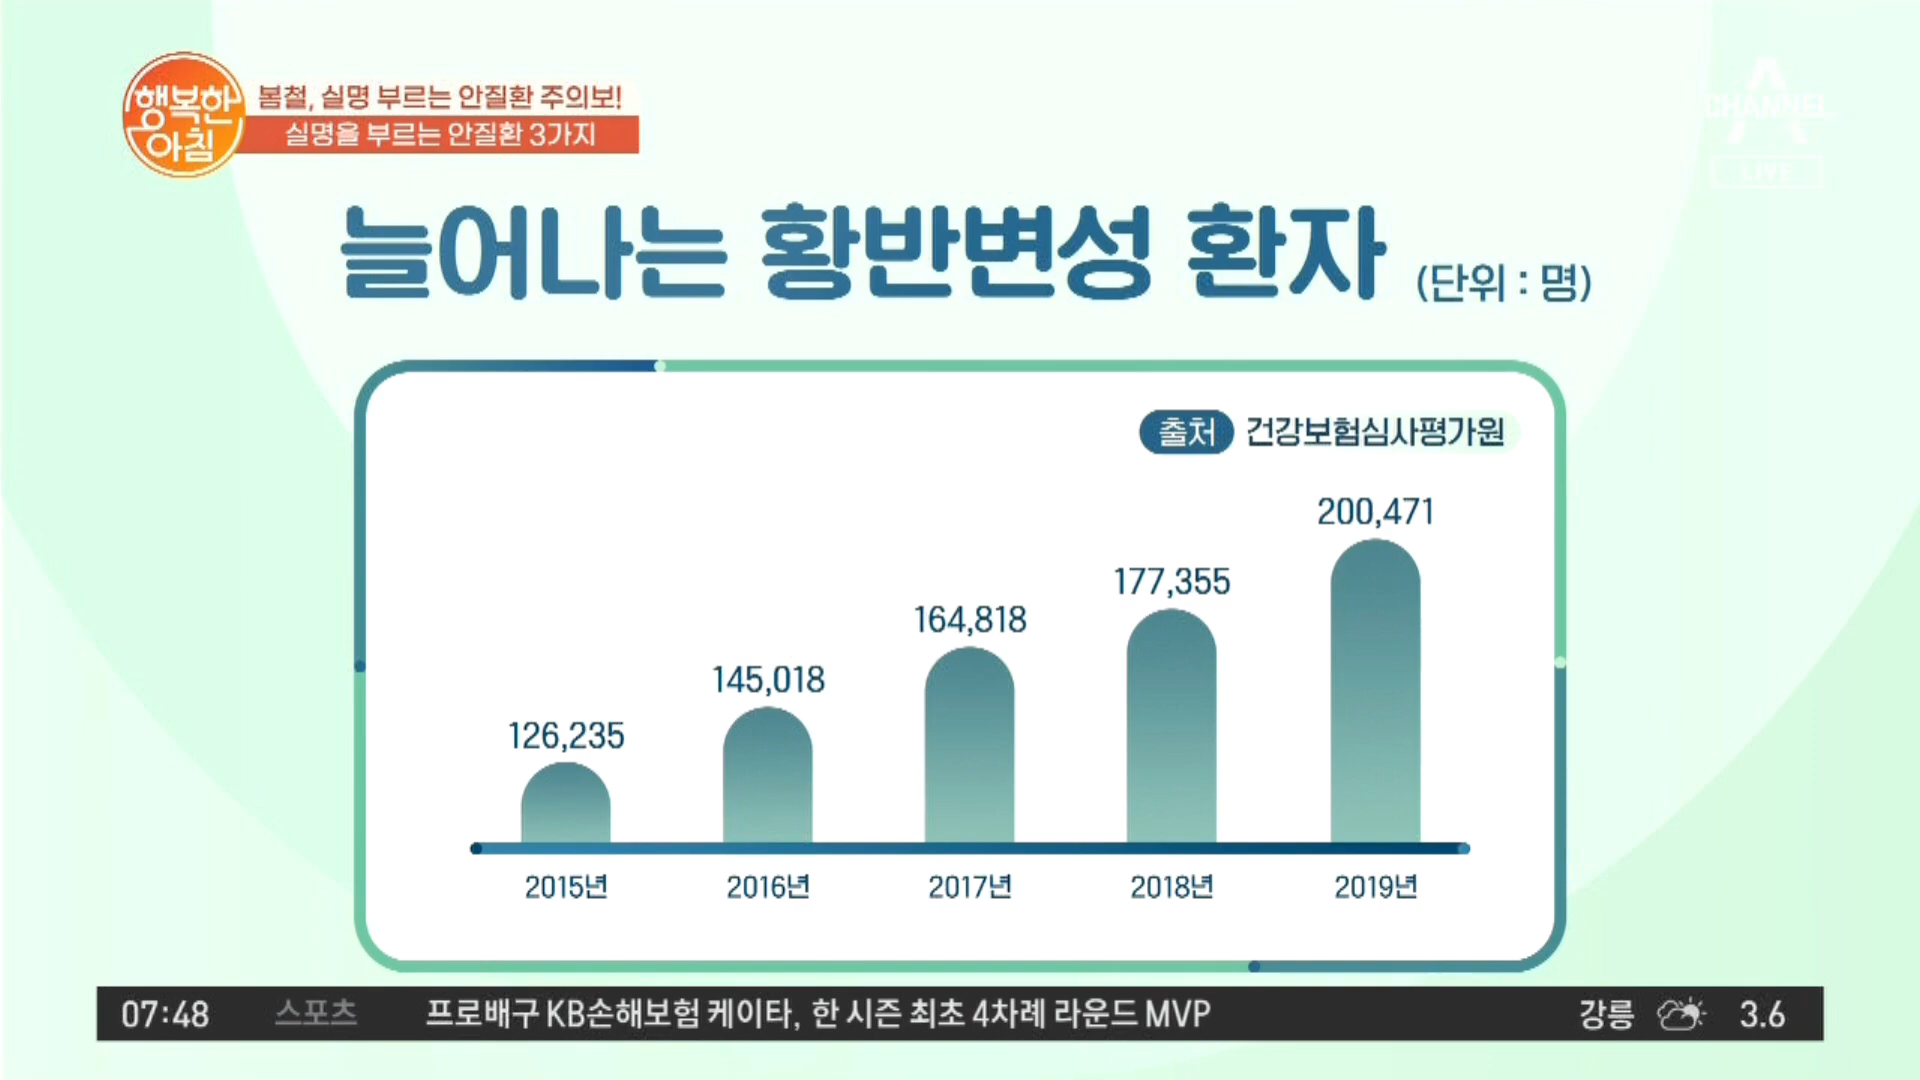 행복한
아침
봄철, 실명 부르는 안질환 주의보!
실명을 부르는 안질환 3가지
CHANNEL
LIVE
늘어나는 황반변성 환자 (단위 : 명)
출처 건강보험심사평가원
126,235
145,018
164,818
177,355
200,471
2015년
2016년
2017년
2018년
2019년
07:48 스포츠 프로배구 KB손해보험 케이타, 한 시즌 최초 4차례 라운드 MVP 강릉 3.6